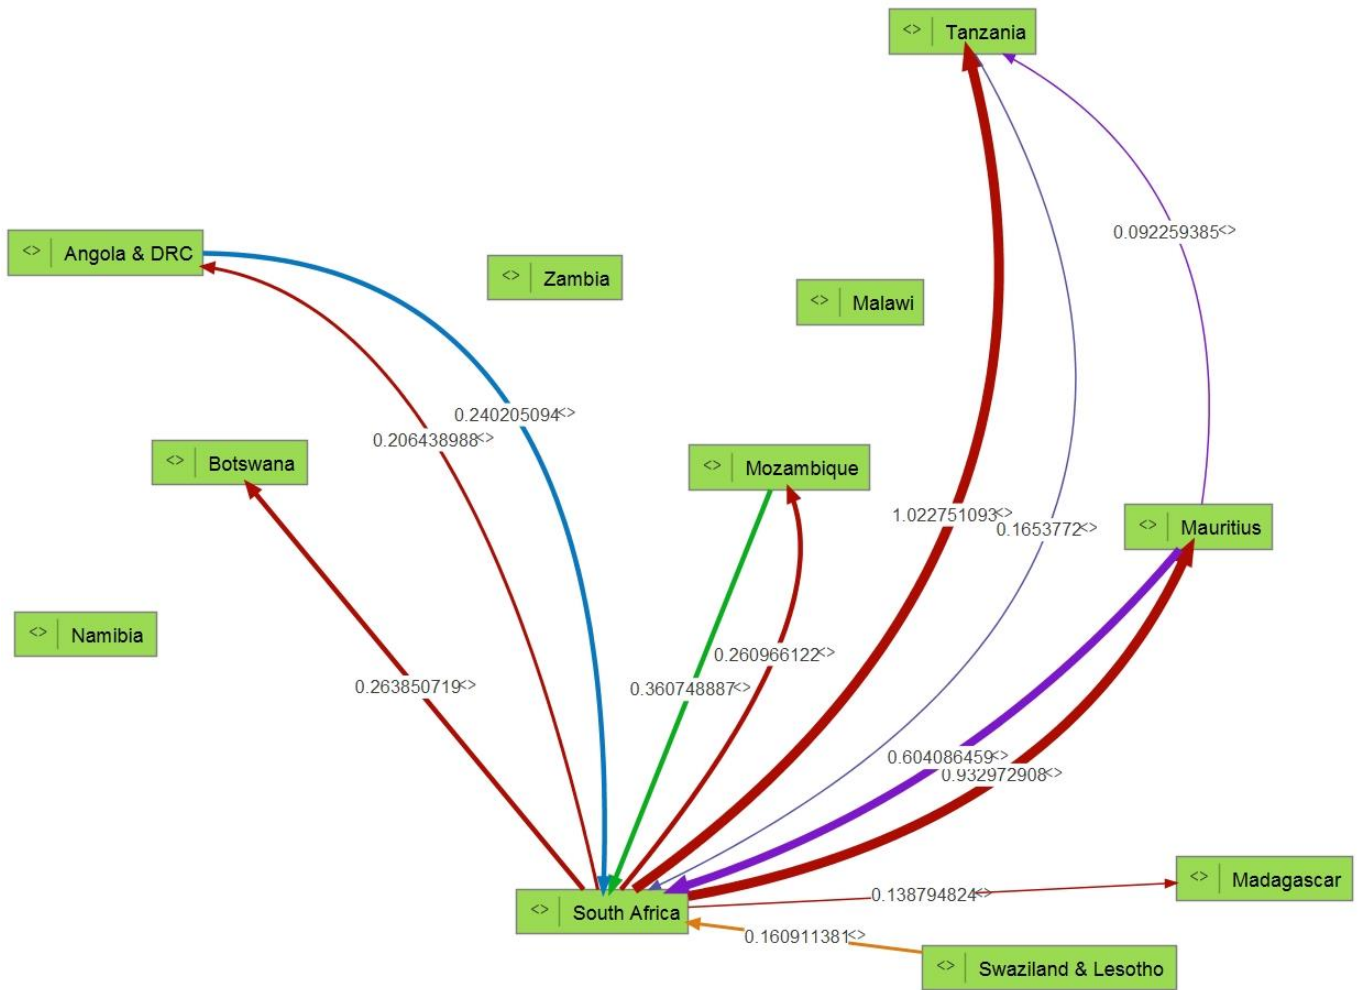 <> Tanzania
0.092259385<>
<> Angola & DRC
<> Zambia
<> Malawi
0.240205094<>
0.206438988<>
<> Botswana
<> Mozambique
1.022751093<>
0.1653772<>
<> Mauritius
<> Namibia
0.260966122<>
0.263850719<>
0.360748887<>
0.604086459<>
0.932972908<>
<> Madagascar
0.138794824<>
<> South Africa
0.160911381<>
<> Swaziland & Lesotho